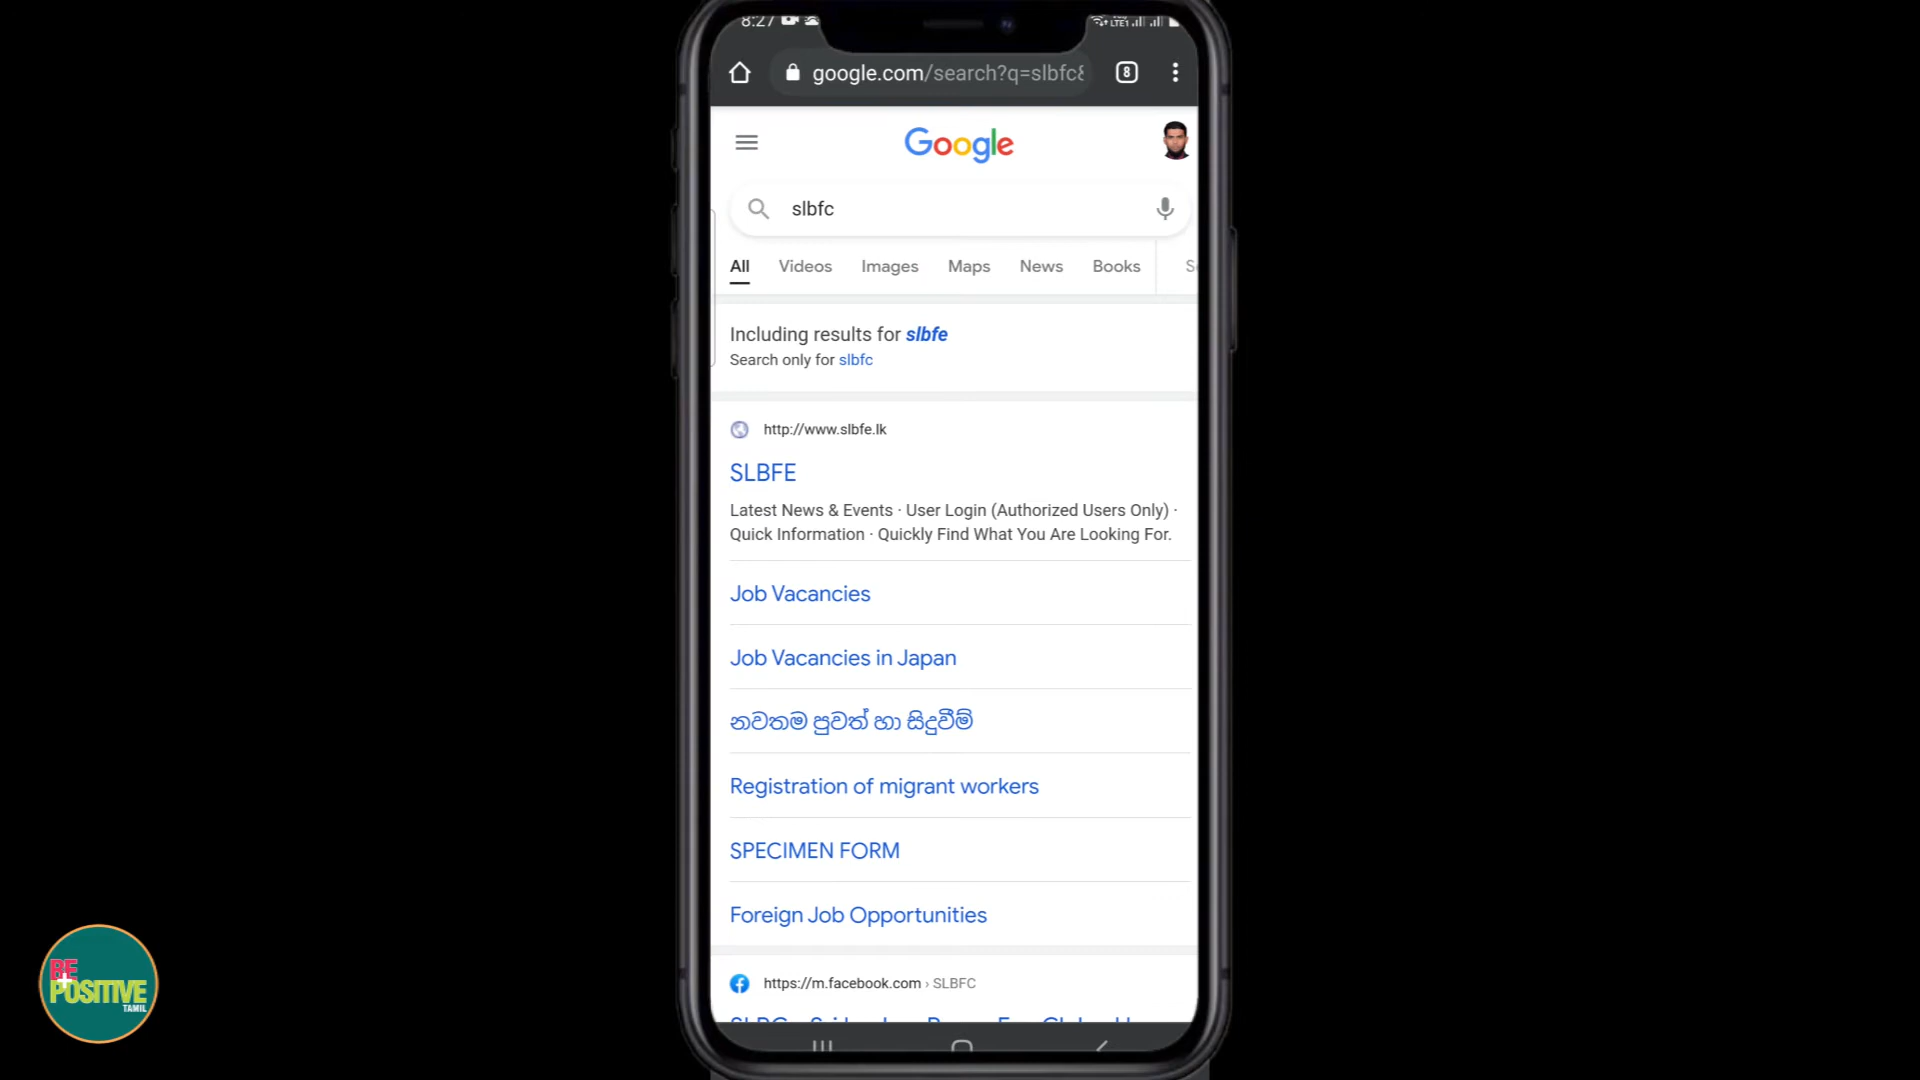 8:27
google.com/search?q=slbfc8
8
Google
slbfc
All Videos Images Maps News Books
Including results for slbfe
Search only for slbfc
http://www.slbfe.lk
SLBFE
Latest News & Events · User Login (Authorized Users Only) ·
Quick Information · Quickly Find What You Are Looking For.
Job Vacancies
Job Vacancies in Japan
නවතම පුවත් හා සිදුවීම්
Registration of migrant workers
SPECIMEN FORM
Foreign Job Opportunities
https://m.facebook.com › SLBFC
BE
POSITIVE
TAMIL